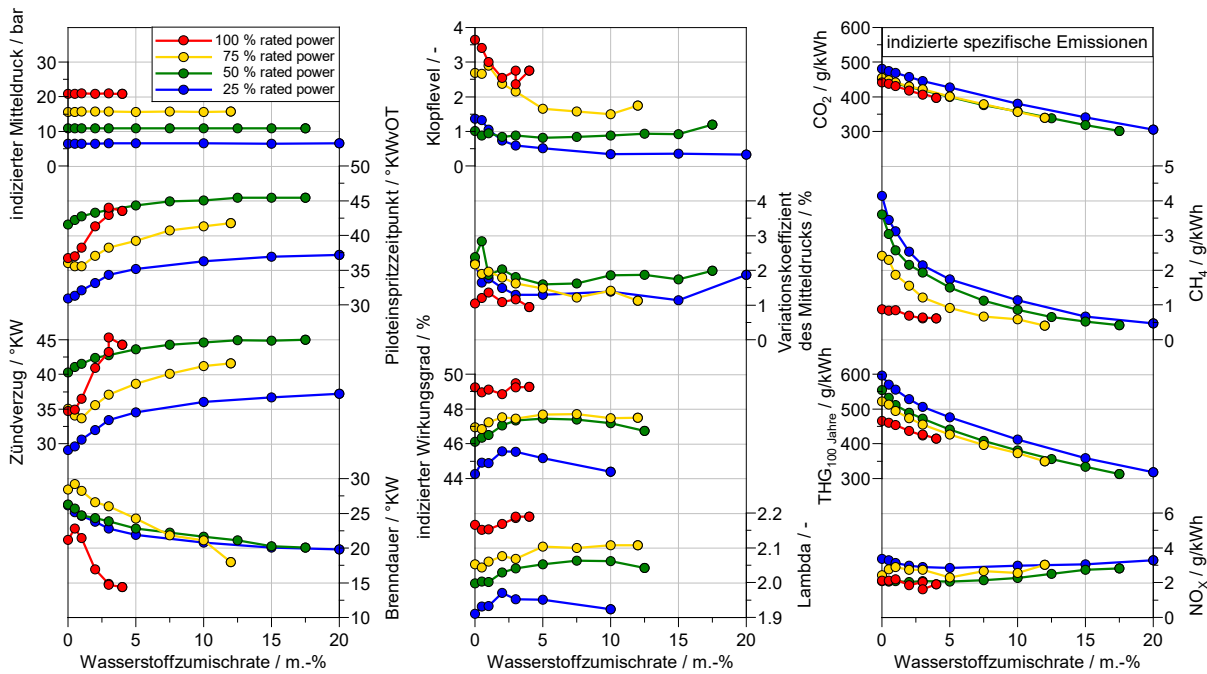 indizierter Mitteldruck / bar
30
20
10
0
100 % rated power
75 % rated power
50 % rated power
25 % rated power
Piloteinspritzzeitpunkt / °KWvOT
50
45
40
35
30
Zündverzug / °KW
45
40
35
30
Brenndauer / °KW
30
25
20
15
10
0 5 10 15 20
Wasserstoffzumischrate / m.-%
Klopflevel / -
4
3
2
1
0
Variationskoeffizient
des Mitteldrucks / %
4
3
2
1
0
indizierter Wirkungsgrad / %
50
48
46
44
Lambda / -
2.2
2.1
2.0
1.9
0 5 10 15 20
Wasserstoffzumischrate / m.-%
indizierte spezifische Emissionen
CO2 / g/kWh
600
500
400
300
CH4 / g/kWh
5
4
3
2
1
0
THG100 Jahre / g/kWh
600
500
400
300
NOX / g/kWh
6
4
2
0
0 5 10 15 20
Wasserstoffzumischrate / m.-%